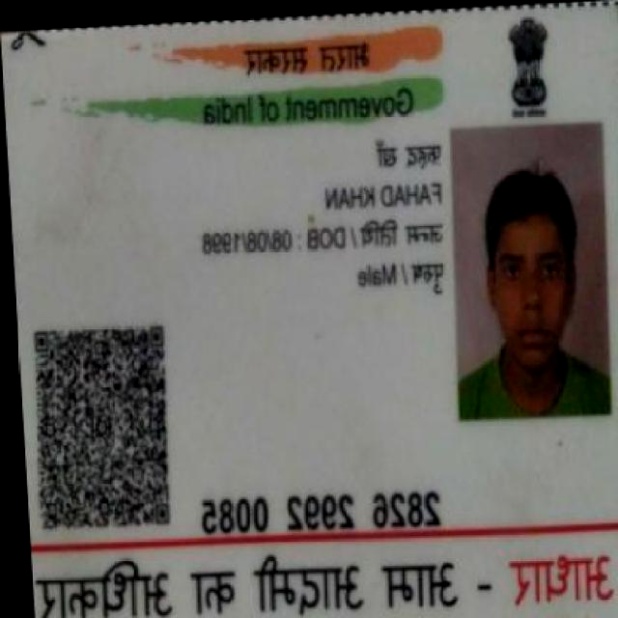 भारत सरकार
Government of India
फहद खाँ
FAHAD KHAN
जन्म तिथि / DOB : 08/08/1998
पुरुष / Male
2826 2992 0085
आधार - आम आदमी का अधिकार